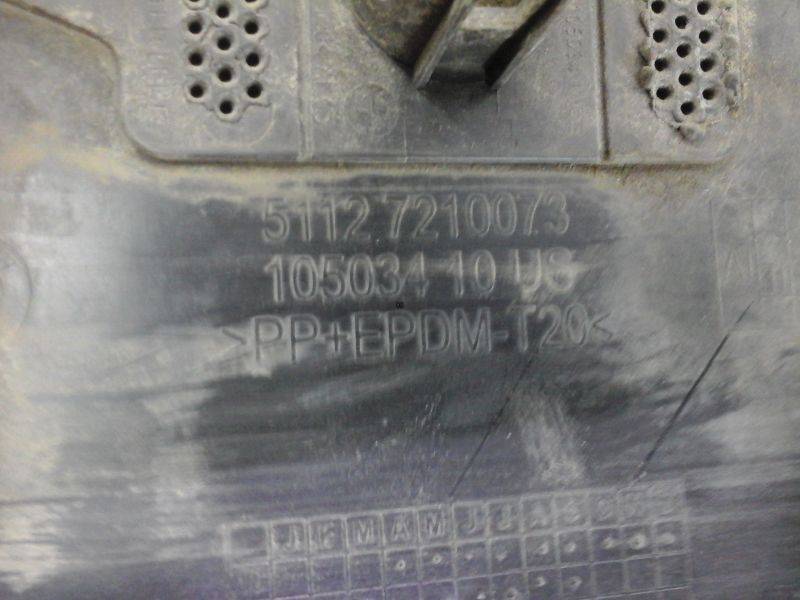 5112 7210073
105034 10 US
>PP+EPDM-T20<
J F M A M J J A S O N D